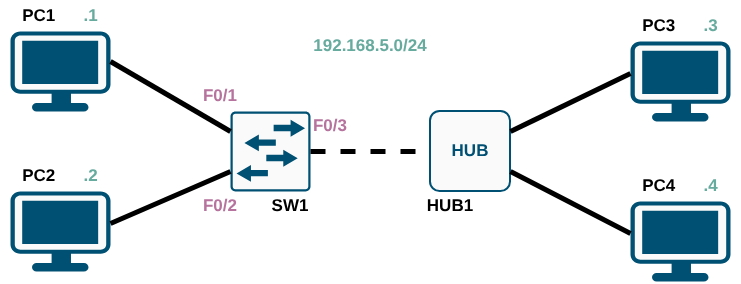 PC1 .1
PC3 .3
192.168.5.0/24
F0/1
F0/3
HUB
PC2 .2
PC4 .4
F0/2
SW1
HUB1